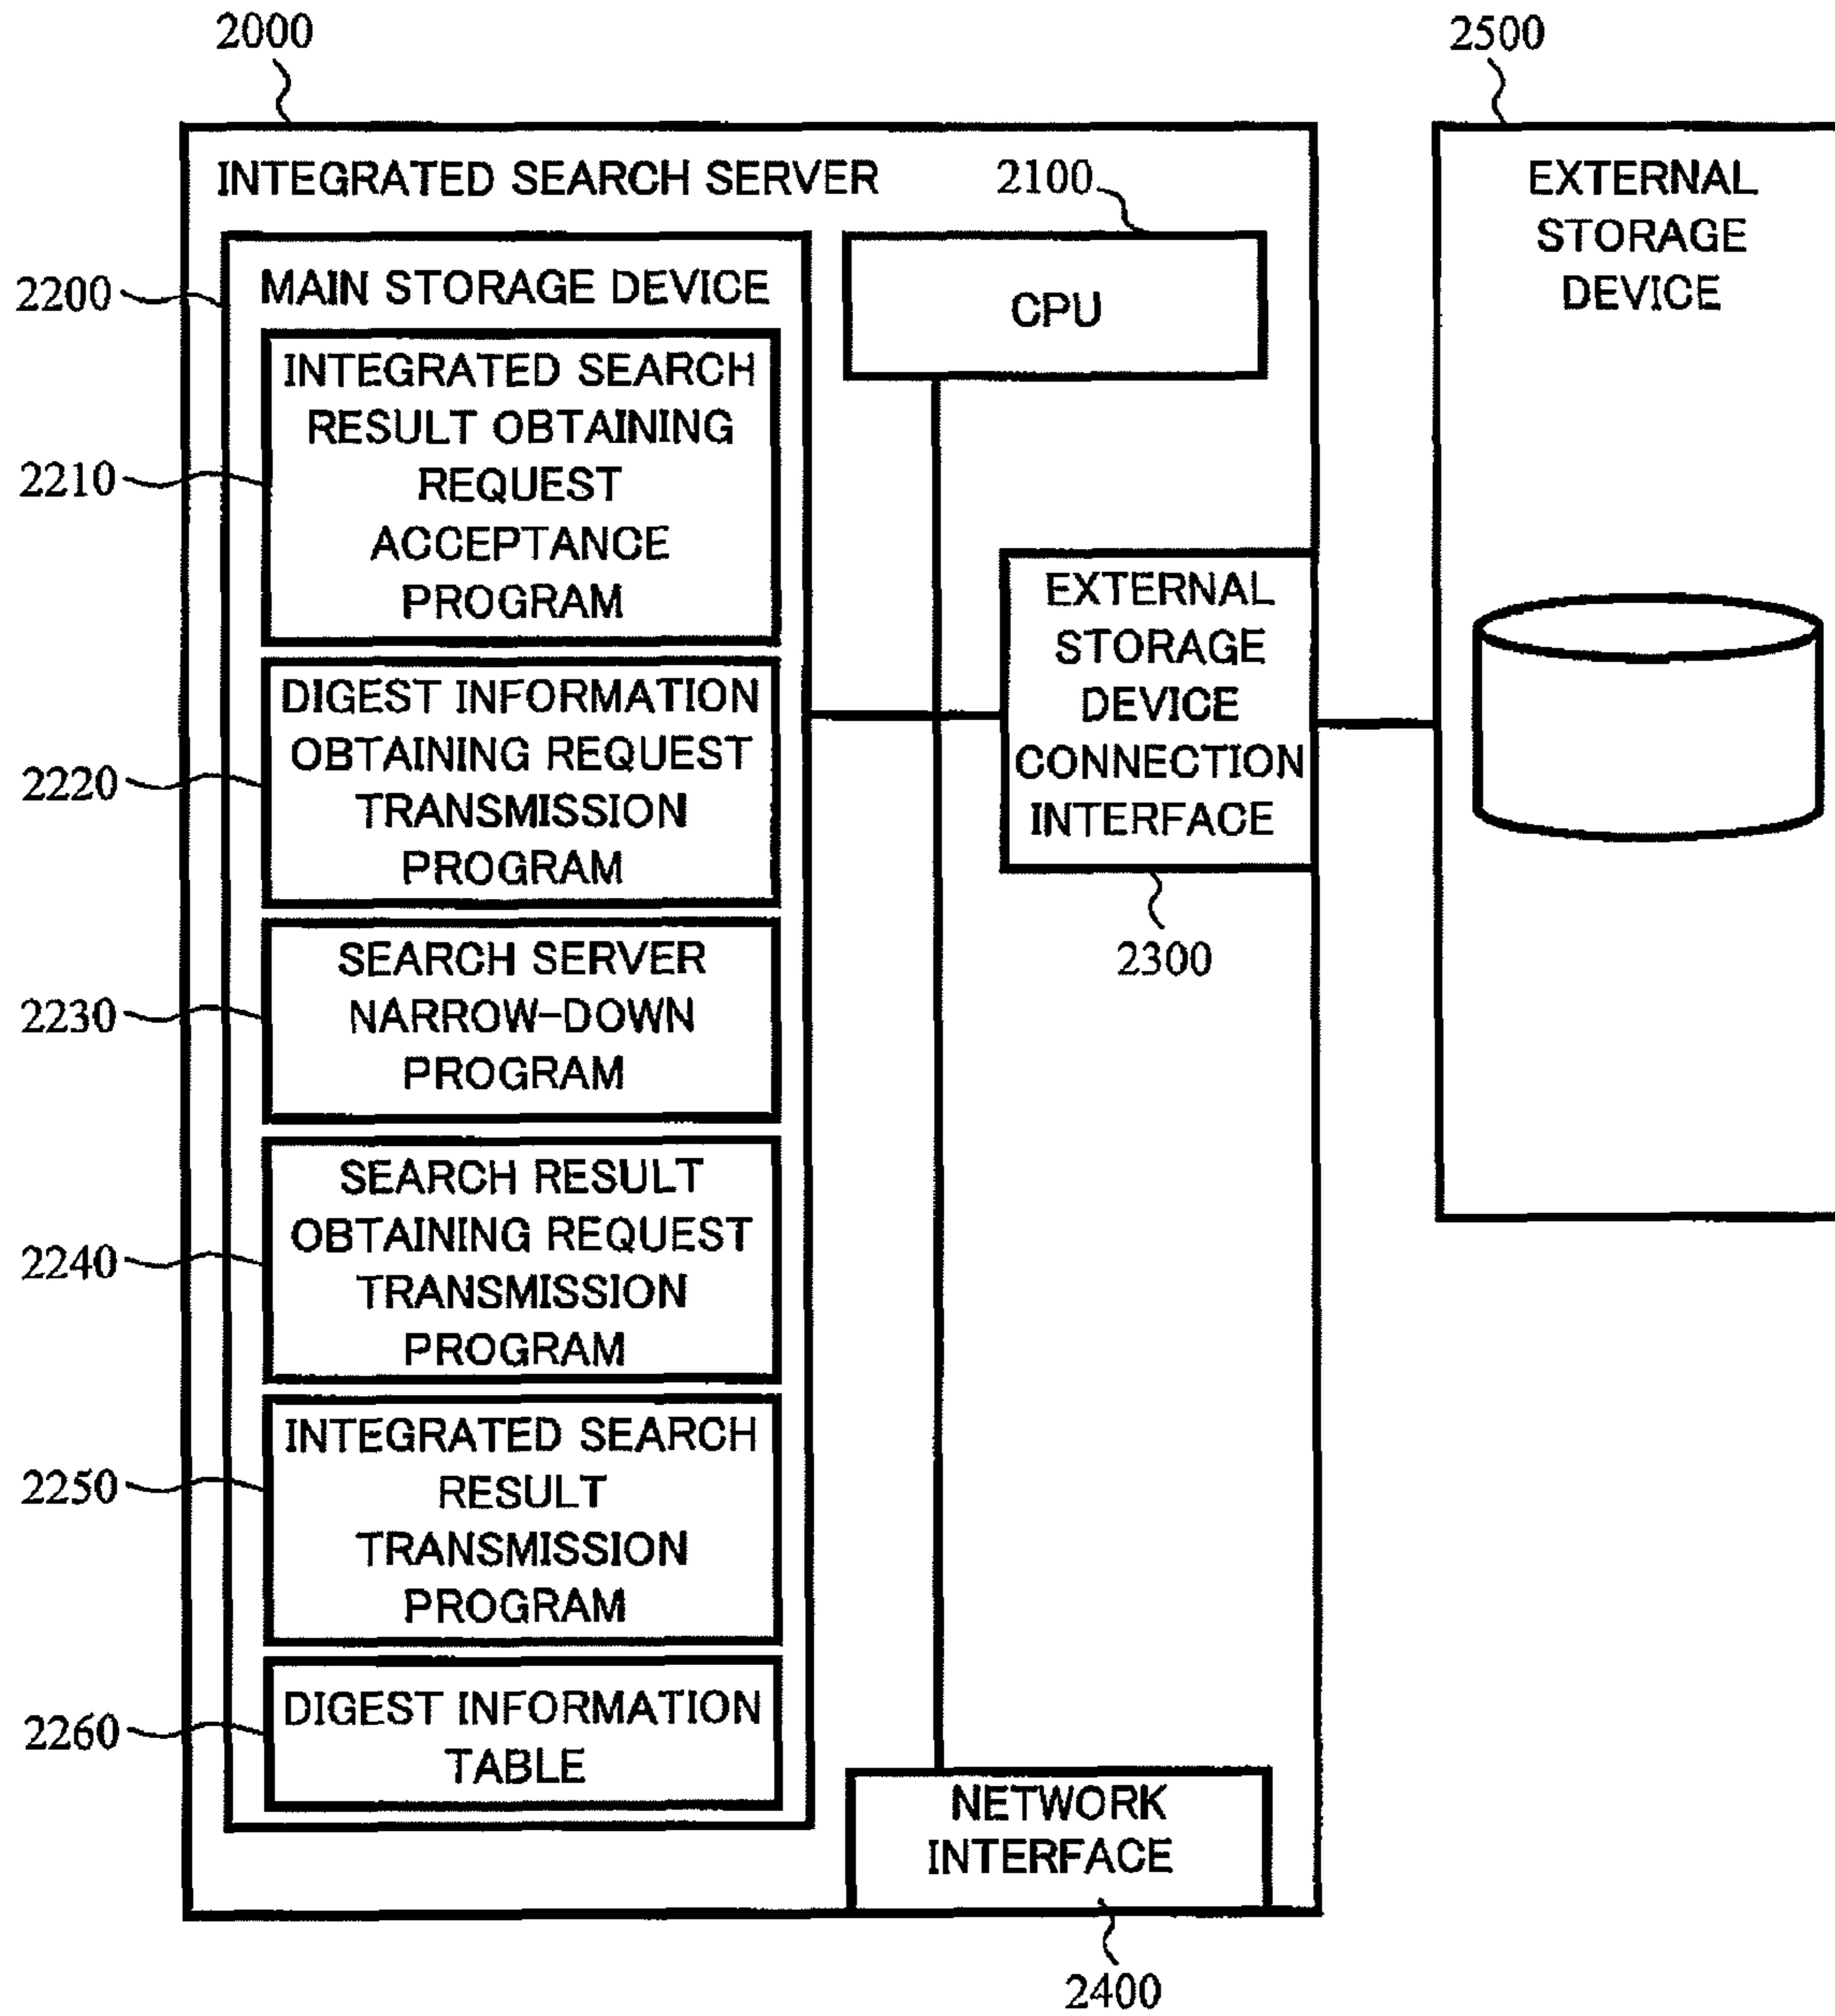 2000
2500
INTEGRATED SEARCH SERVER
2100
EXTERNAL
STORAGE
DEVICE
2200
MAIN STORAGE DEVICE
CPU
INTEGRATED SEARCH
RESULT OBTAINING
2210
REQUEST
ACCEPTANCE
PROGRAM
EXTERNAL
STORAGE
DEVICE
CONNECTION
INTERFACE
2300
DIGEST INFORMATION
OBTAINING REQUEST
2220
TRANSMISSION
PROGRAM
SEARCH SERVER
2230
NARROW-DOWN
PROGRAM
SEARCH RESULT
OBTAINING REQUEST
2240
TRANSMISSION
PROGRAM
INTEGRATED SEARCH
2250
RESULT
TRANSMISSION
PROGRAM
2260
DIGEST INFORMATION
TABLE
NETWORK
INTERFACE
2400